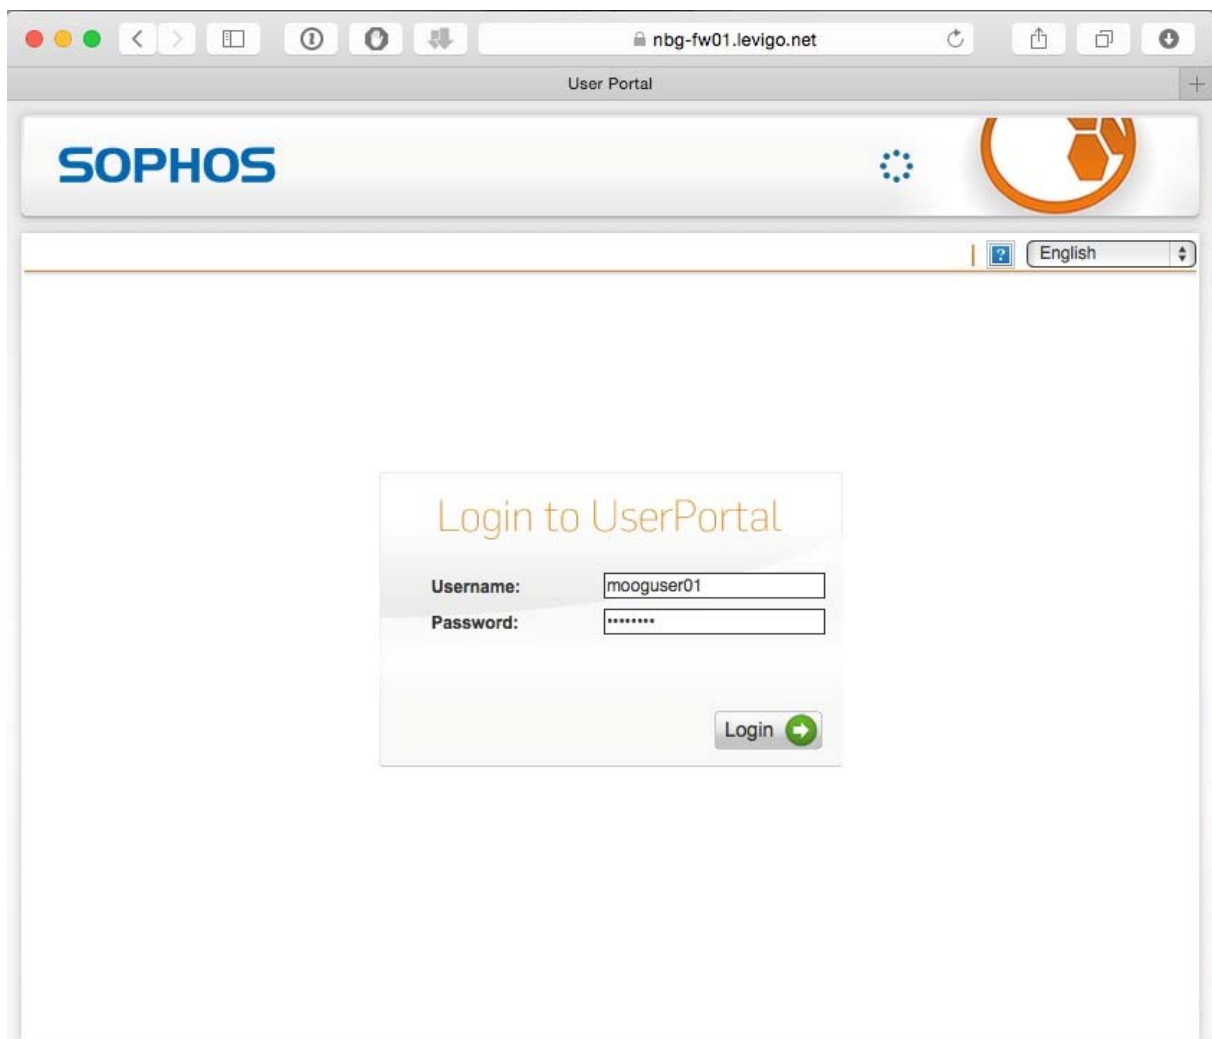 nbg-fw01.levigo.net
User Portal
SOPHOS
? English
Login to UserPortal
Username: mooguser01
Password: ••••••••
Login